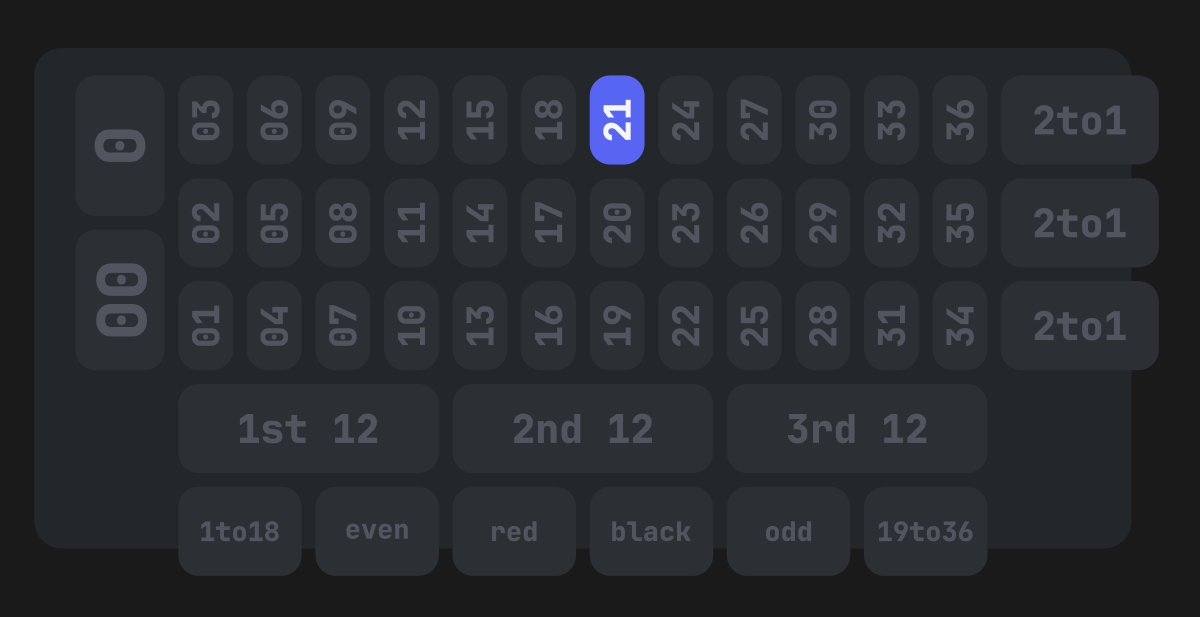 0
00
03 06 09 12 15 18 21 24 27 30 33 36 2to1
02 05 08 11 14 17 20 23 26 29 32 35 2to1
01 04 07 10 13 16 19 22 25 28 31 34 2to1
1st 12 2nd 12 3rd 12
1to18 even red black odd 19to36